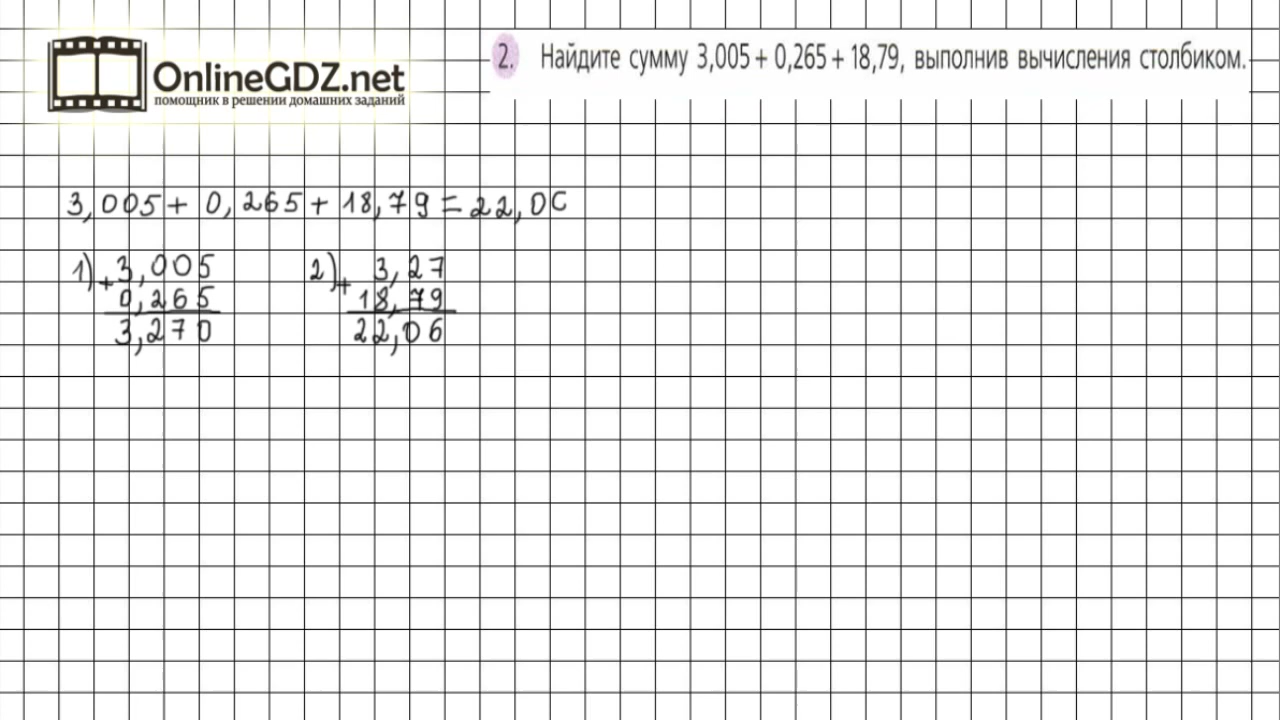 OnlineGDZ.net
помощник в решении домашних заданий
2. Найдите сумму 3,005 + 0,265 + 18,79, выполнив вычисления столбиком.
3,005 + 0,265 + 18,79 = 22,0С
1) + 3,005
0,265
3,270
2) + 3,27
18,79
22,06